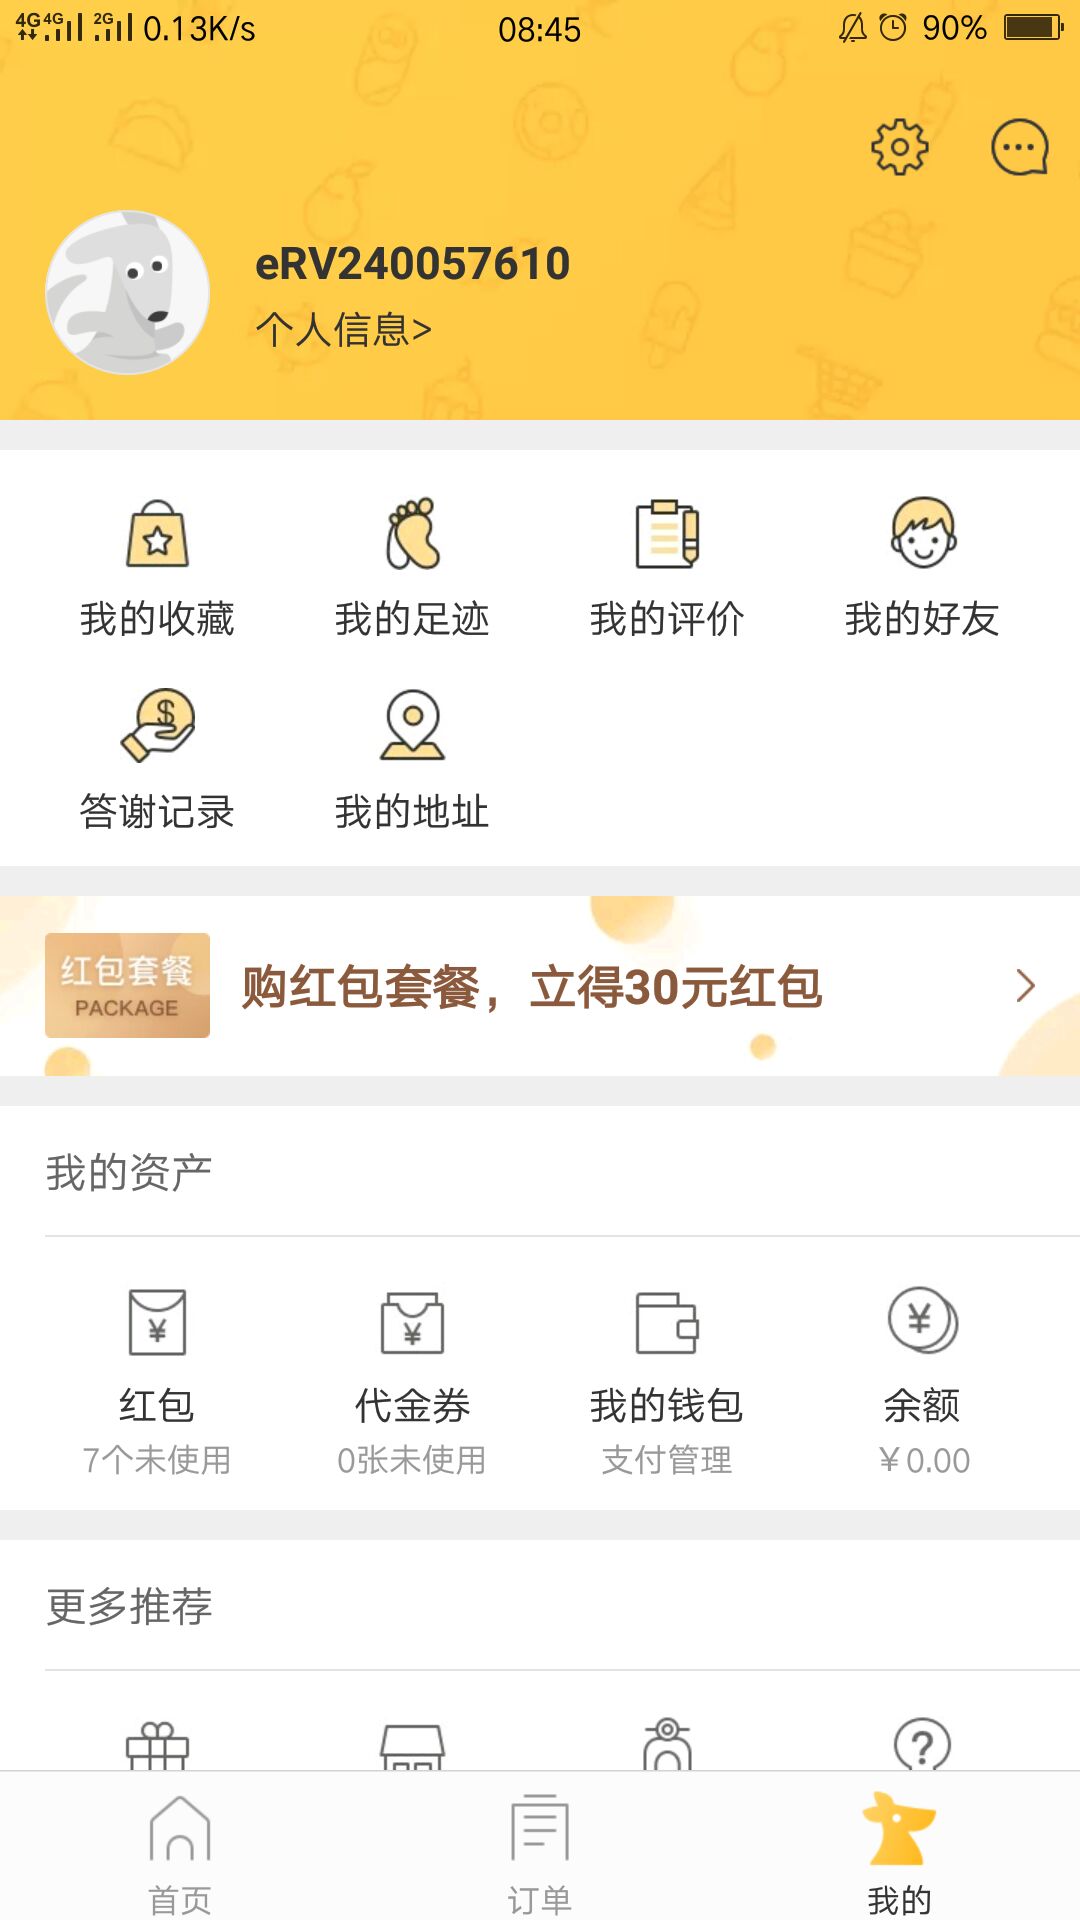 4G 4G 2G 0.13K/s 08:45 90%
eRV240057610
个人信息>
我的收藏 我的足迹 我的评价 我的好友
答谢记录 我的地址
红包套餐
PACKAGE
购红包套餐，立得30元红包
我的资产
红包 代金券 我的钱包 余额
7个未使用 0张未使用 支付管理 ¥0.00
更多推荐
首页 订单 我的